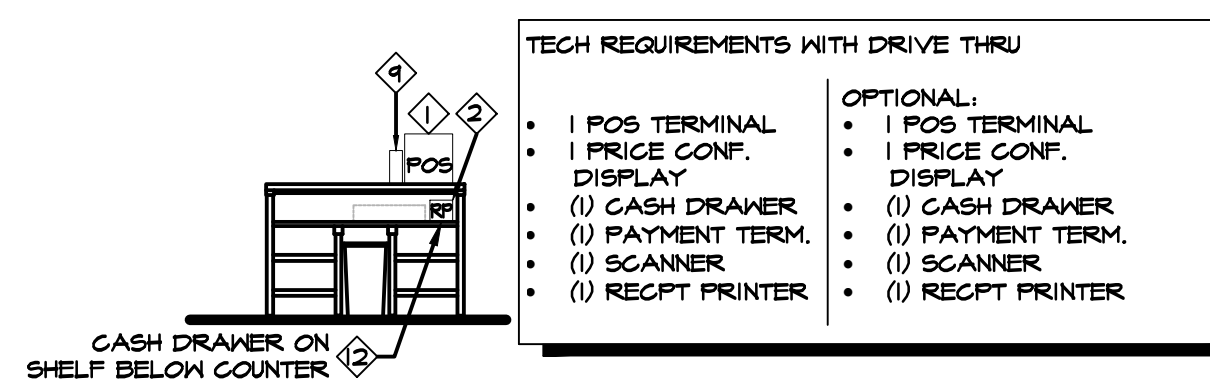 TECH REQUIREMENTS WITH DRIVE THRU
• 1 POS TERMINAL
• 1 PRICE CONF.
DISPLAY
• (1) CASH DRAWER
• (1) PAYMENT TERM.
• (1) SCANNER
• (1) RECPT PRINTER
OPTIONAL:
• 1 POS TERMINAL
• 1 PRICE CONF.
DISPLAY
• (1) CASH DRAWER
• (1) PAYMENT TERM.
• (1) SCANNER
• (1) RECPT PRINTER
9
1
2
POS
RP
CASH DRAWER ON
SHELF BELOW COUNTER
12